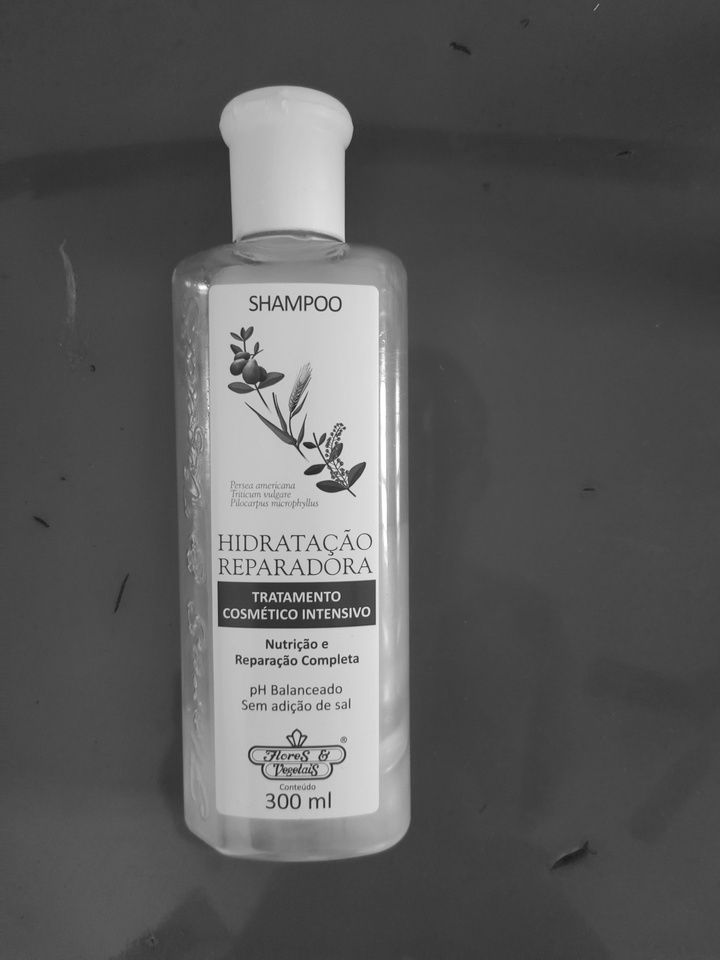 SHAMPOO
Persea americana
Triticum vulgare
Pilocarpus microphyllus
HIDRATAÇÃO
REPARADORA
TRATAMENTO
COSMÉTICO INTENSIVO
Nutrição e
Reparação Completa
pH Balanceado
Sem adição de sal
®
Flores &
Vegetais
Conteúdo
300 ml